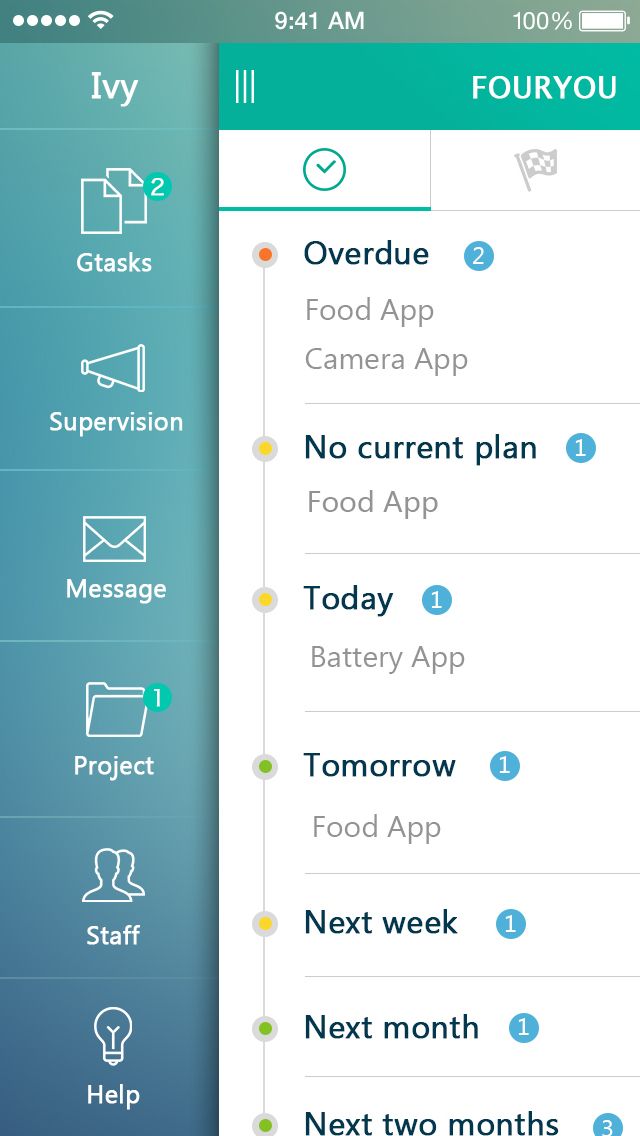 9:41 AM
100%
Ivy
FOURYOU
2
Gtasks
Supervision
Message
1
Project
Staff
Help
Overdue 2
Food App
Camera App
No current plan 1
Food App
Today 1
Battery App
Tomorrow 1
Food App
Next week 1
Next month 1
Next two months 3